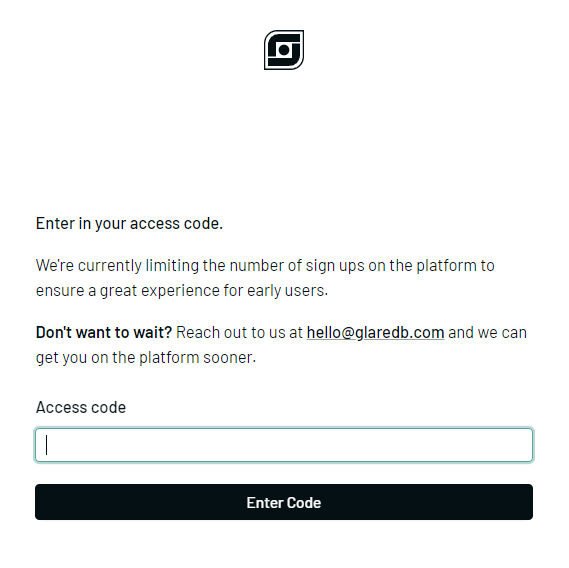 Enter in your access code.
We're currently limiting the number of sign ups on the platform to
ensure a great experience for early users.
Don't want to wait? Reach out to us at hello@glaredb.com and we can
get you on the platform sooner.
Access code
Enter Code